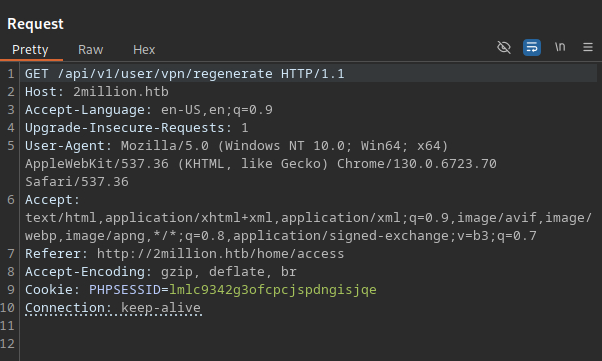 Request
Pretty Raw Hex \n
1 GET /api/v1/user/vpn/regenerate HTTP/1.1
2 Host: 2million.htb
3 Accept-Language: en-US,en;q=0.9
4 Upgrade-Insecure-Requests: 1
5 User-Agent: Mozilla/5.0 (Windows NT 10.0; Win64; x64)
AppleWebKit/537.36 (KHTML, like Gecko) Chrome/130.0.6723.70
Safari/537.36
6 Accept:
text/html,application/xhtml+xml,application/xml;q=0.9,image/avif,image/
webp,image/apng,*/*;q=0.8,application/signed-exchange;v=b3;q=0.7
7 Referer: http://2million.htb/home/access
8 Accept-Encoding: gzip, deflate, br
9 Cookie: PHPSESSID=lmlc9342g3ofcpcjspdngisjqe
10 Connection: keep-alive
11
12